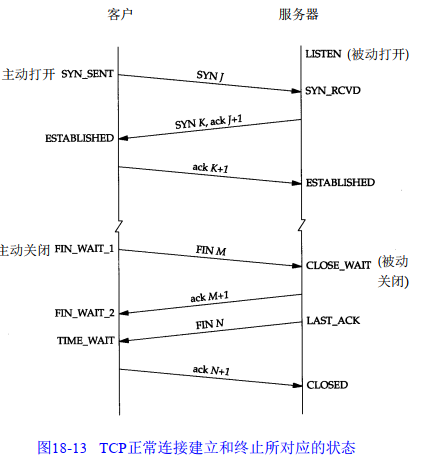 客户 服务器
LISTEN (被动打开)
主动打开 SYN_SENT
SYN J
SYN_RCVD
SYN K, ack J+1
ESTABLISHED
ack K+1
ESTABLISHED
主动关闭 FIN_WAIT_1
FIN M
CLOSE_WAIT (被动
关闭)
ack M+1
FIN_WAIT_2
FIN N
LAST_ACK
TIME_WAIT
ack N+1
CLOSED
图18-13 TCP正常连接建立和终止所对应的状态